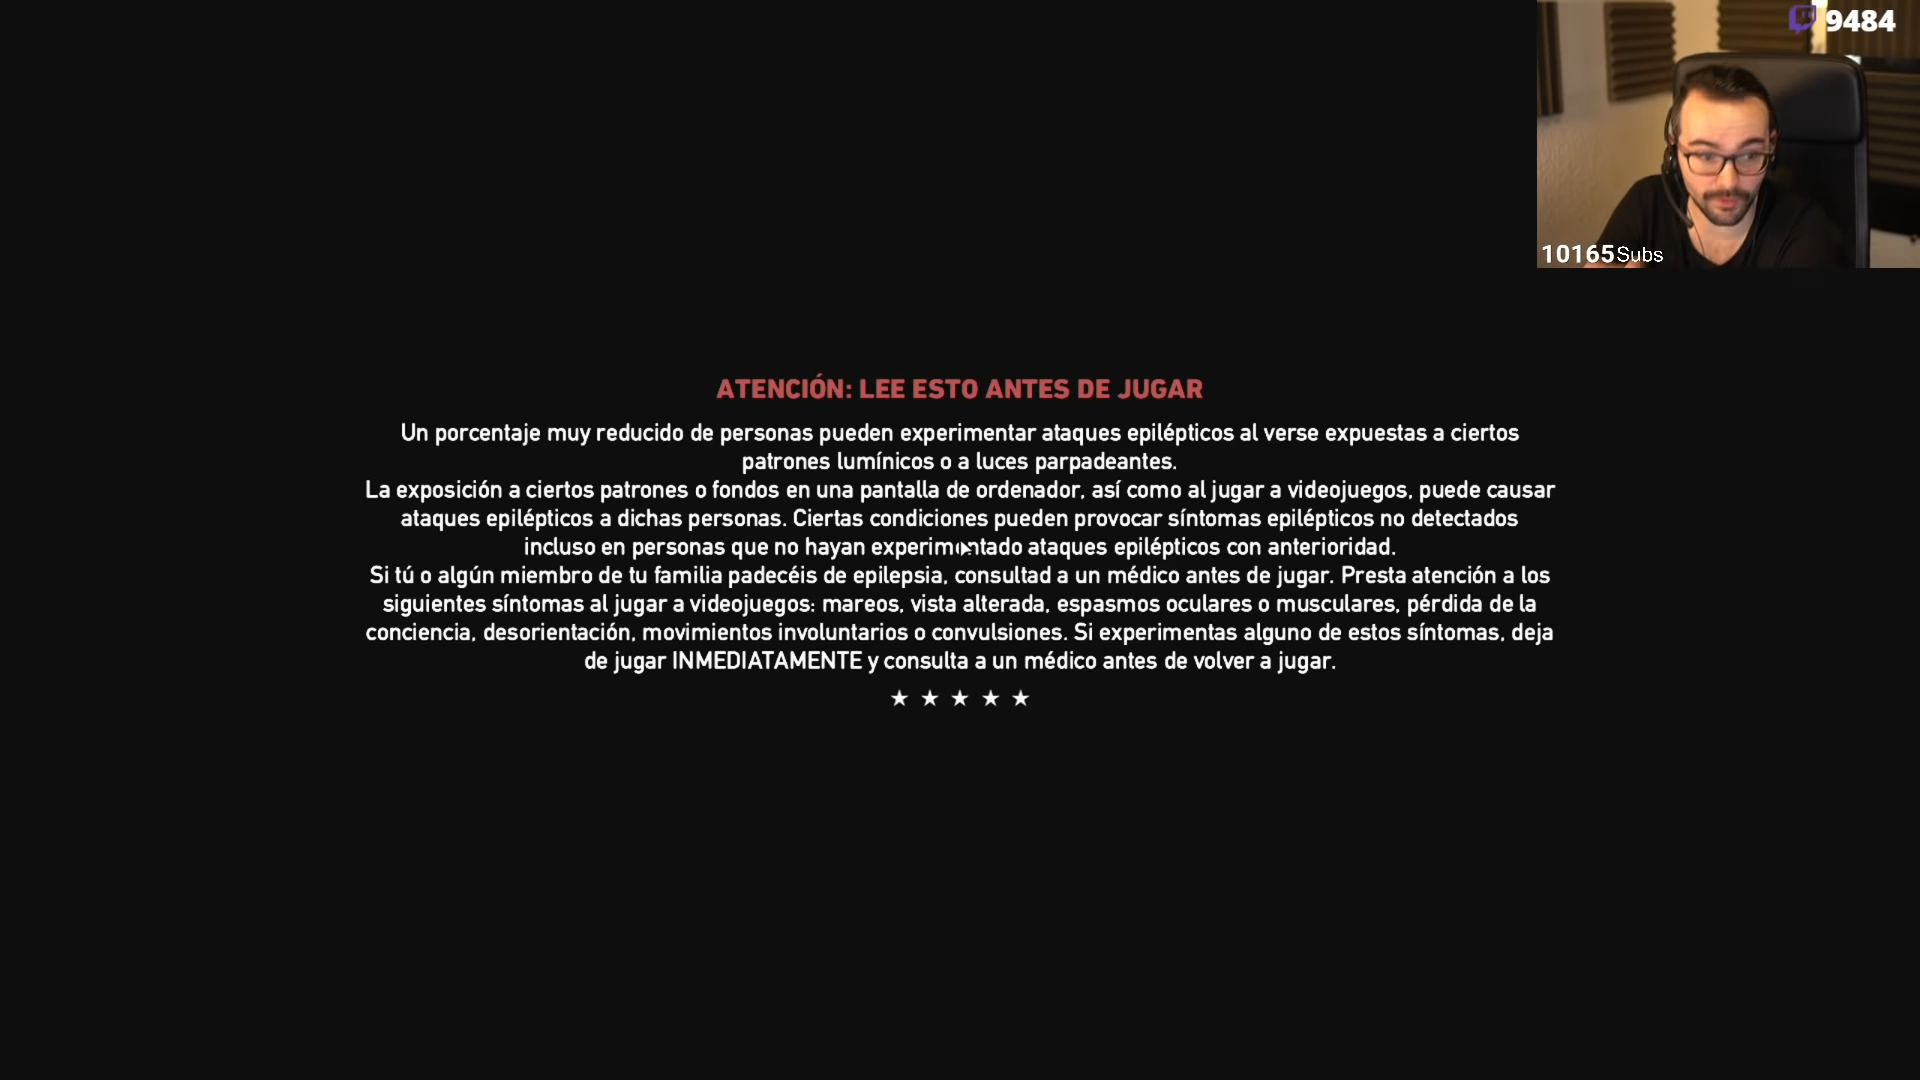 9484
10165 Subs
ATENCIÓN: LEE ESTO ANTES DE JUGAR
Un porcentaje muy reducido de personas pueden experimentar ataques epilépticos al verse expuestas a ciertos
patrones lumínicos o a luces parpadeantes.
La exposición a ciertos patrones o fondos en una pantalla de ordenador, así como al jugar a videojuegos, puede causar
ataques epilépticos a dichas personas. Ciertas condiciones pueden provocar síntomas epilépticos no detectados
incluso en personas que no hayan experimentado ataques epilépticos con anterioridad.
Si tú o algún miembro de tu familia padecéis de epilepsia, consultad a un médico antes de jugar. Presta atención a los
siguientes síntomas al jugar a videojuegos: mareos, vista alterada, espasmos oculares o musculares, pérdida de la
conciencia, desorientación, movimientos involuntarios o convulsiones. Si experimentas alguno de estos síntomas, deja
de jugar INMEDIATAMENTE y consulta a un médico antes de volver a jugar.
★ ★ ★ ★ ★